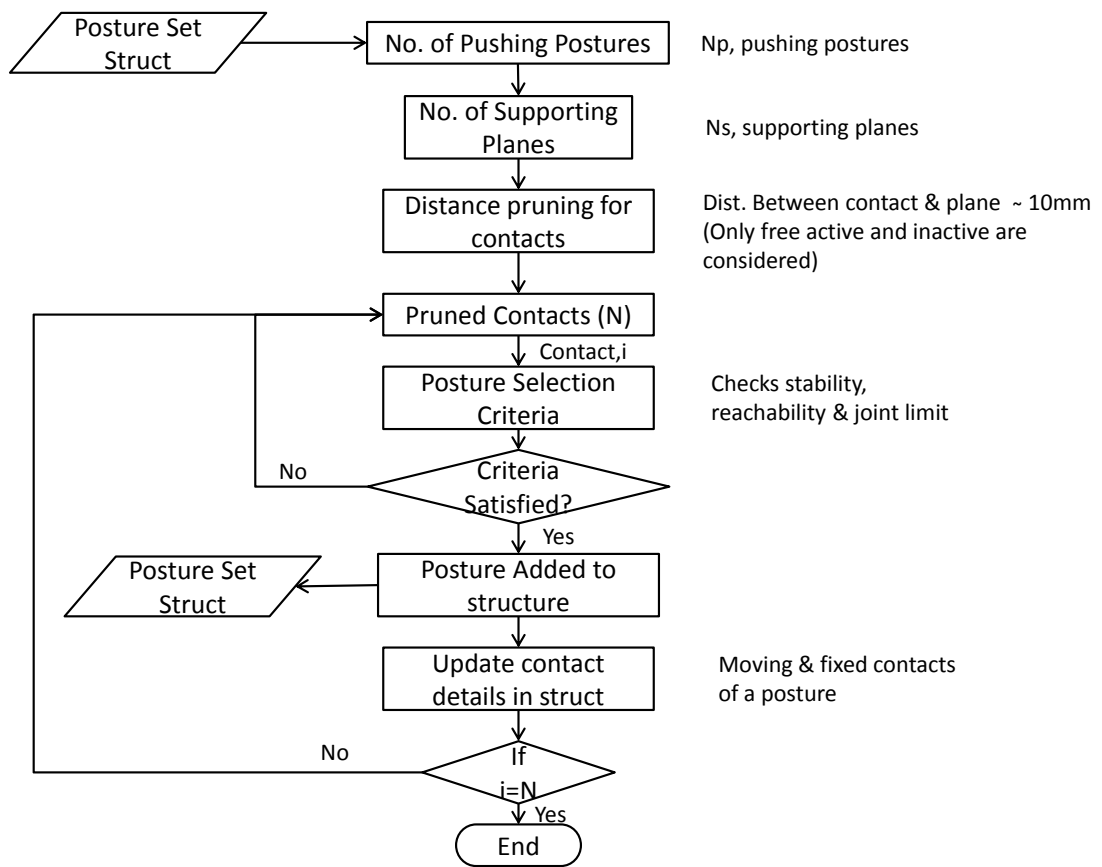 Posture Set
Struct
No. of Pushing Postures
Np, pushing postures
No. of Supporting
Planes
Ns, supporting planes
Distance pruning for
contacts
Dist. Between contact & plane ~ 10mm
(Only free active and inactive are
considered)
Pruned Contacts (N)
Contact,i
Posture Selection
Criteria
Checks stability,
reachability & joint limit
Criteria
Satisfied?
No
Yes
Posture Added to
structure
Posture Set
Struct
Update contact
details in struct
Moving & fixed contacts
of a posture
If
i=N
No
Yes
End